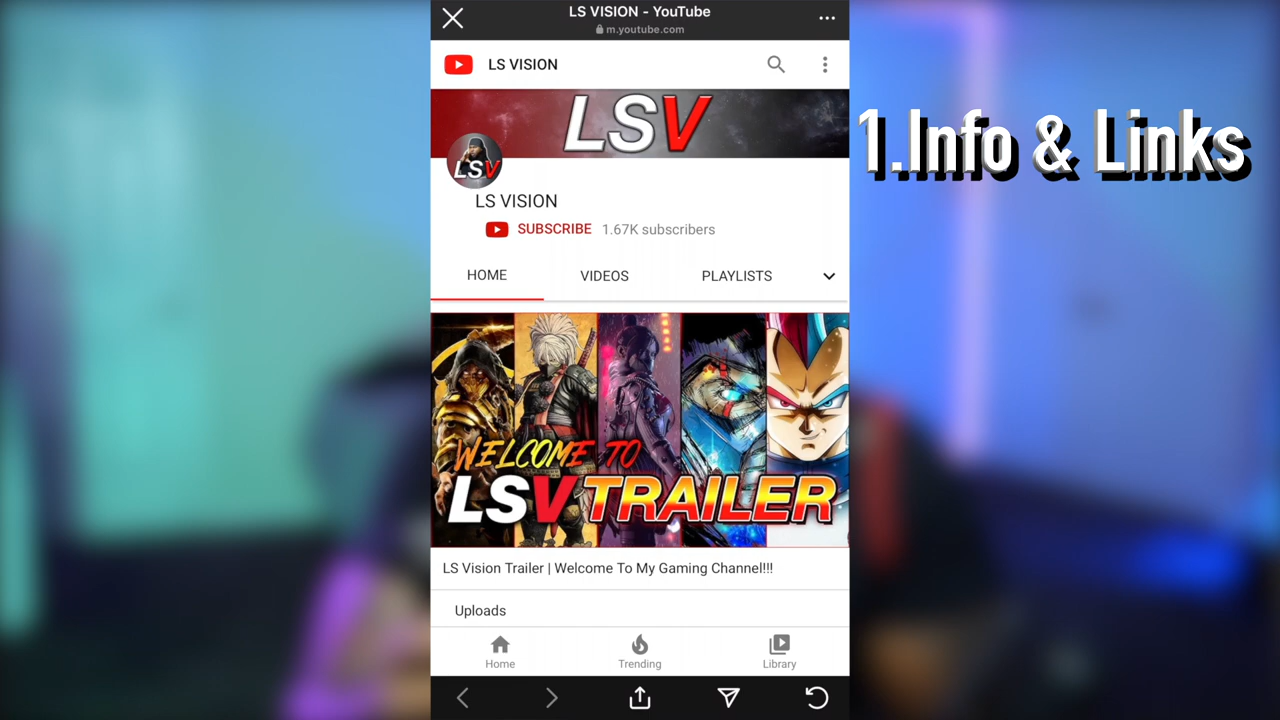 LS VISION - YouTube
m.youtube.com
LS VISION
LSV
LSV
LS VISION
SUBSCRIBE 1.67K subscribers
HOME VIDEOS PLAYLISTS
WELCOME TO
LSV TRAILER
LS Vision Trailer | Welcome To My Gaming Channel!!!
Uploads
Home Trending Library
1.Info & Links